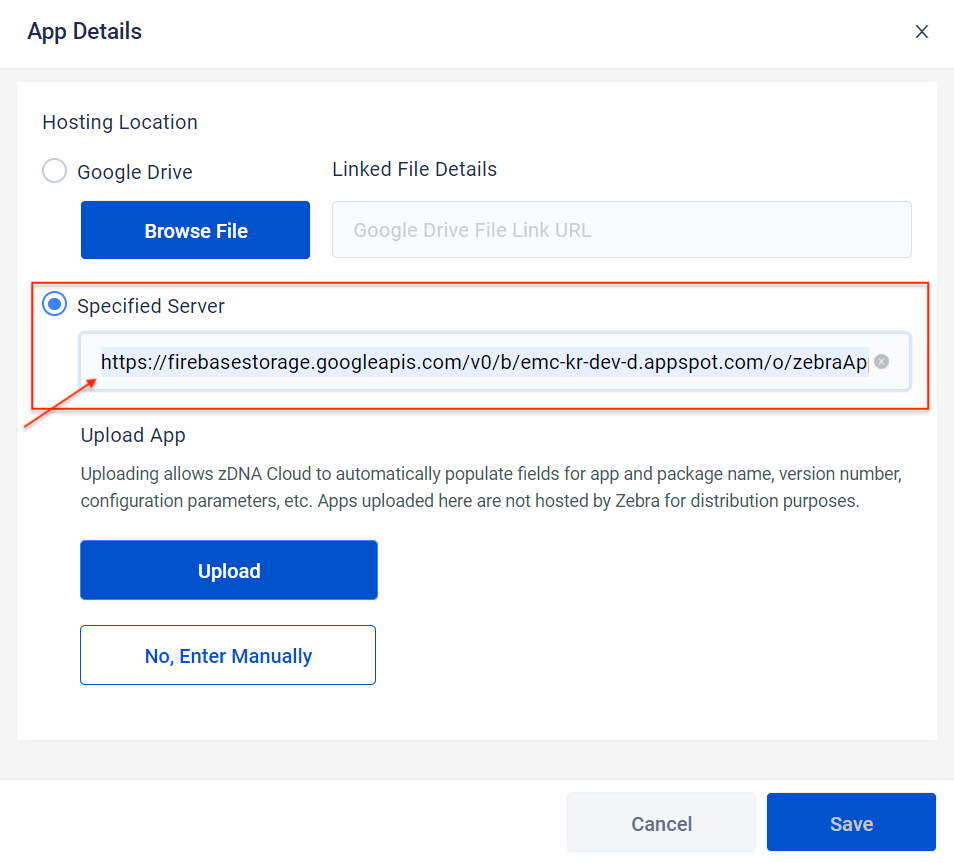 App Details
Hosting Location
Google Drive
Linked File Details
Browse File
Google Drive File Link URL
Specified Server
https://firebasestorage.googleapis.com/v0/b/emc-kr-dev-d.appspot.com/o/zebraAp
Upload App
Uploading allows zDNA Cloud to automatically populate fields for app and package name, version number,
configuration parameters, etc. Apps uploaded here are not hosted by Zebra for distribution purposes.
Upload
No, Enter Manually
Cancel
Save